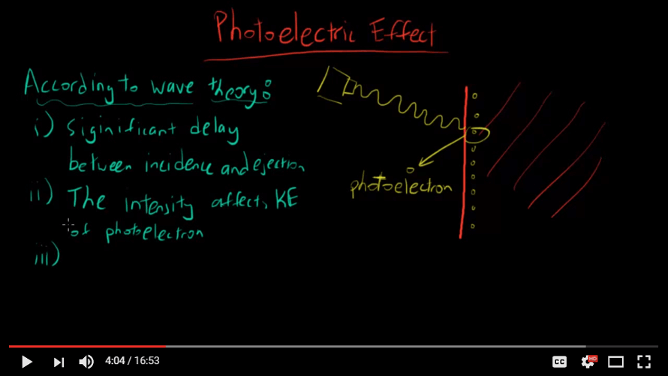 Photoelectric Effect
According to wave theory:
i) Siginificant delay
between incidence and ejection
ii) The intensity affects KE
of photoelectron
iii)
photoelectron
4:04 / 16:53
CC
HD